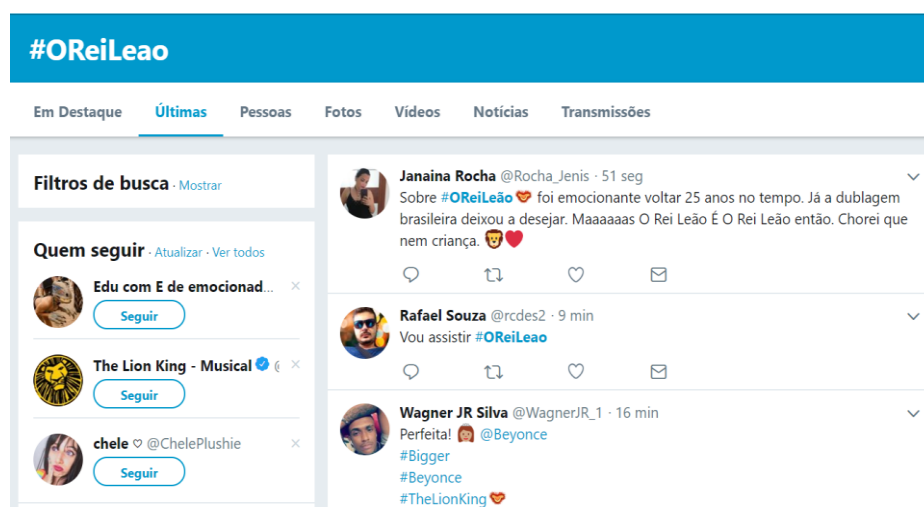 #OReiLeao
Em Destaque Últimas Pessoas Fotos Vídeos Notícias Transmissões
Filtros de busca · Mostrar
Quem seguir · Atualizar · Ver todos
Edu com E de emocionad...
Seguir
The Lion King - Musical
Seguir
chele ♡ @ChelePlushie
Seguir
Janaina Rocha @Rocha_Jenis · 51 seg
Sobre #OReiLeão foi emocionante voltar 25 anos no tempo. Já a dublagem
brasileira deixou a desejar. Maaaaaas O Rei Leão É O Rei Leão então. Chorei que
nem criança. 🦁❤
Rafael Souza @rcdes2 · 9 min
Vou assistir #OReiLeao
Wagner JR Silva @WagnerJR_1 · 16 min
Perfeita! @Beyonce
#Bigger
#Beyonce
#TheLionKing